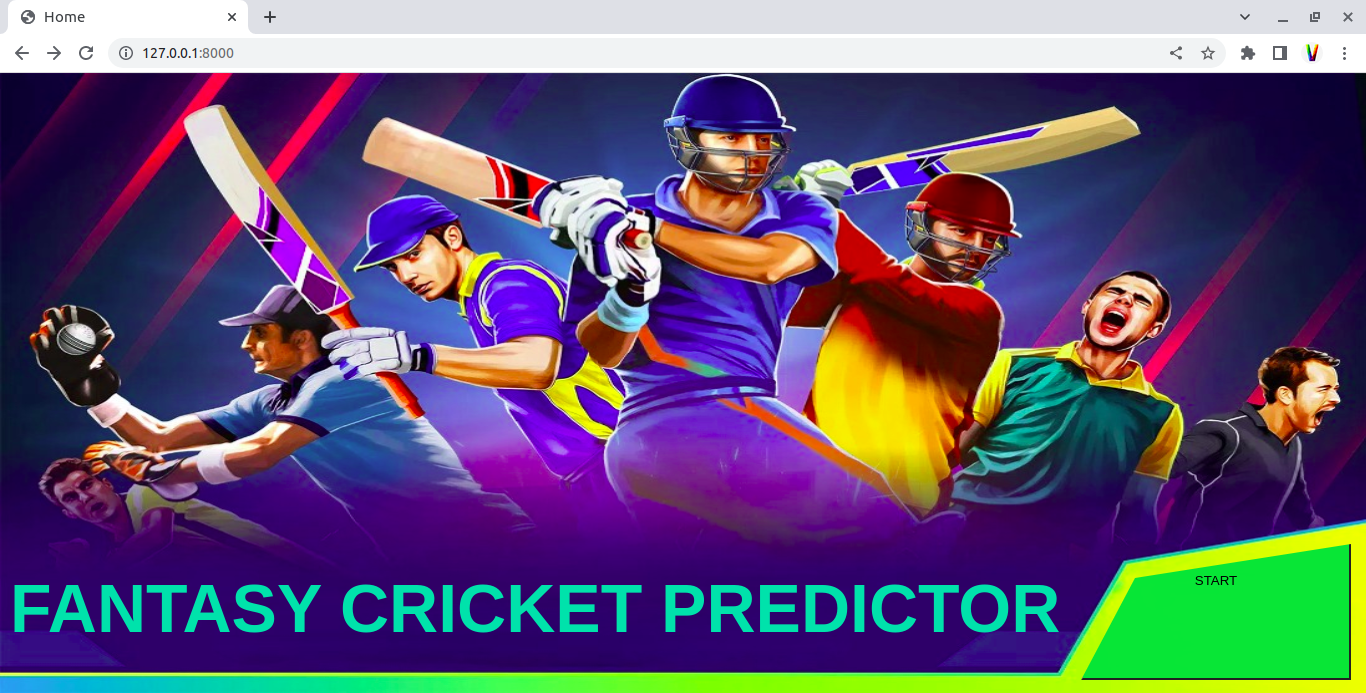 Home
127.0.0.1:8000
FANTASY CRICKET PREDICTOR
START